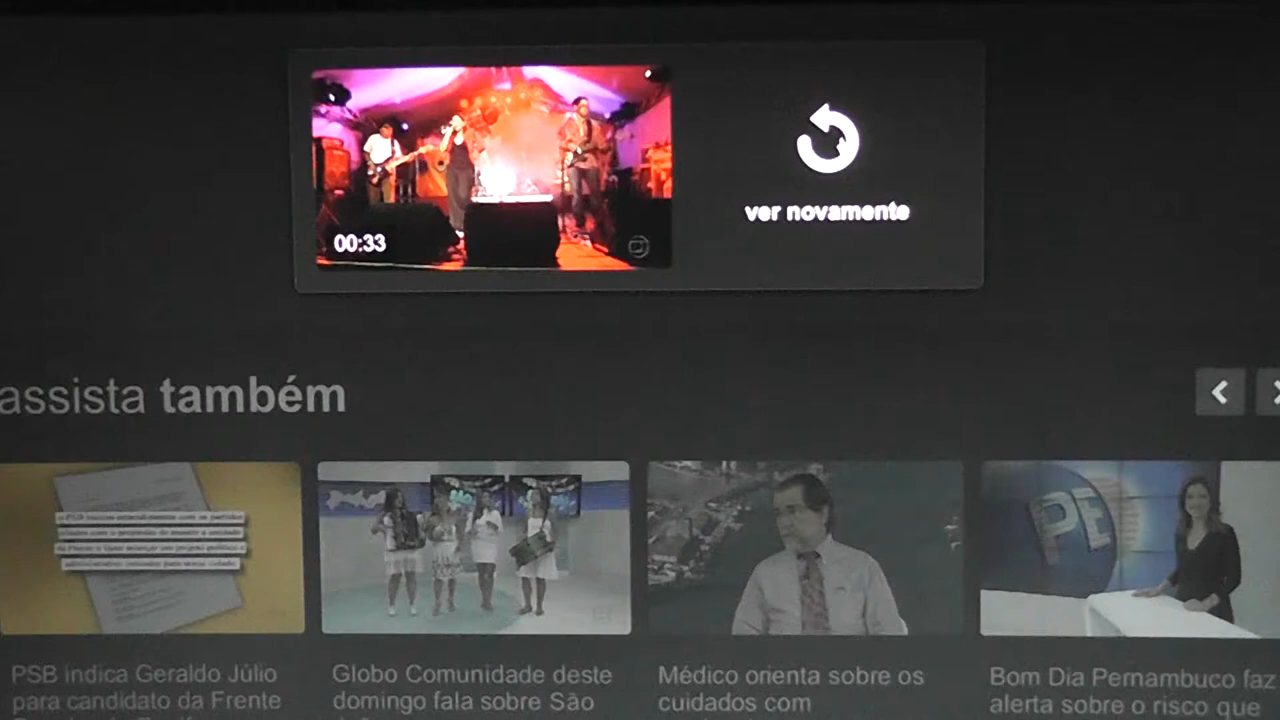 00:33
ver novamente
assista também
PE
PSB indica Geraldo Júlio
para candidato da Frente
Globo Comunidade deste
domingo fala sobre São
Médico orienta sobre os
cuidados com
Bom Dia Pernambuco faz
alerta sobre o risco que